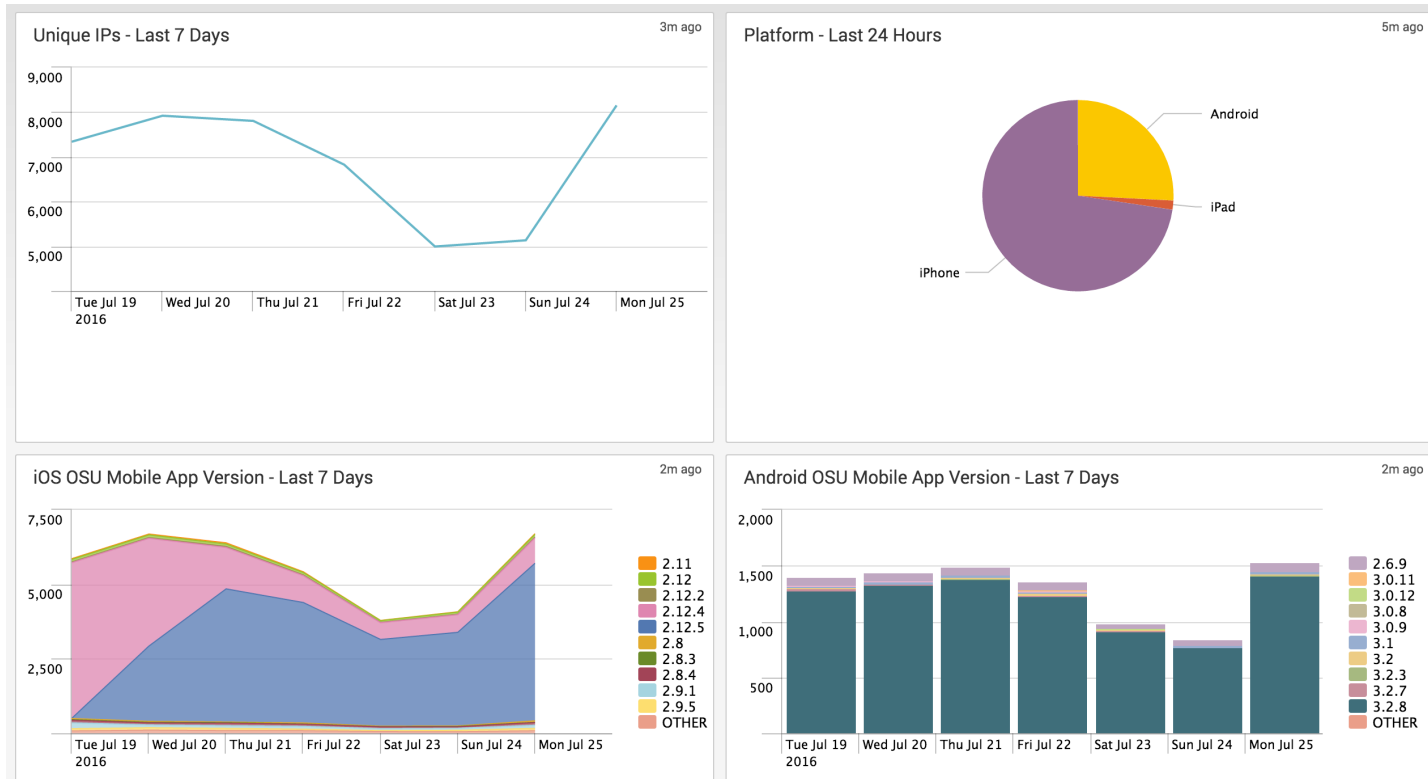 Unique IPs - Last 7 Days
3m ago
9,000
8,000
7,000
6,000
5,000
Tue Jul 19 Wed Jul 20 Thu Jul 21 Fri Jul 22 Sat Jul 23 Sun Jul 24 Mon Jul 25
2016
Platform - Last 24 Hours
5m ago
Android
iPad
iPhone
iOS OSU Mobile App Version - Last 7 Days
2m ago
7,500
5,000
2,500
Tue Jul 19 Wed Jul 20 Thu Jul 21 Fri Jul 22 Sat Jul 23 Sun Jul 24 Mon Jul 25
2016
2.11
2.12
2.12.2
2.12.4
2.12.5
2.8
2.8.3
2.8.4
2.9.1
2.9.5
OTHER
Android OSU Mobile App Version - Last 7 Days
2m ago
2,000
1,500
1,000
500
Tue Jul 19 Wed Jul 20 Thu Jul 21 Fri Jul 22 Sat Jul 23 Sun Jul 24 Mon Jul 25
2016
2.6.9
3.0.11
3.0.12
3.0.8
3.0.9
3.1
3.2
3.2.3
3.2.7
3.2.8
OTHER